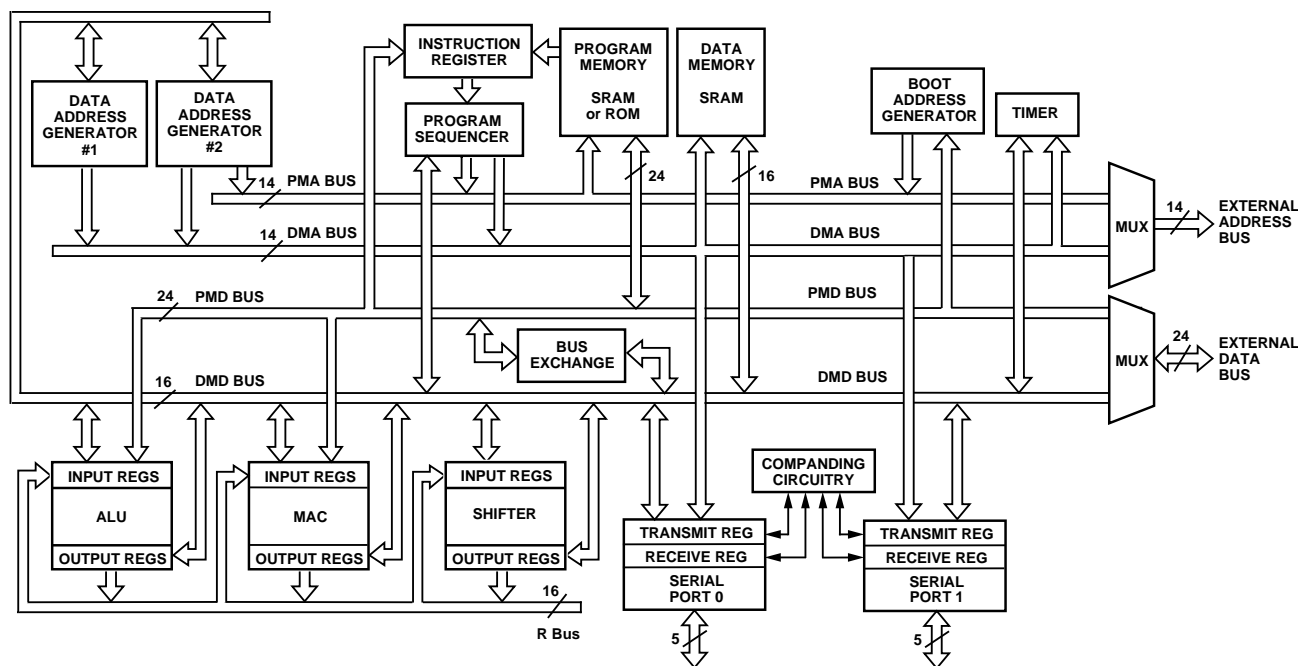 DATA
ADDRESS
GENERATOR
#1
DATA
ADDRESS
GENERATOR
#2
INSTRUCTION
REGISTER
PROGRAM
SEQUENCER
PROGRAM
MEMORY
SRAM
or ROM
DATA
MEMORY
SRAM
BOOT
ADDRESS
GENERATOR
TIMER
14
PMA BUS
24
16
PMA BUS
14
DMA BUS
DMA BUS
MUX
14
EXTERNAL
ADDRESS
BUS
24
PMD BUS
PMD BUS
BUS
EXCHANGE
MUX
24
EXTERNAL
DATA
BUS
16
DMD BUS
DMD BUS
INPUT REGS
ALU
OUTPUT REGS
INPUT REGS
MAC
OUTPUT REGS
INPUT REGS
SHIFTER
OUTPUT REGS
16
R Bus
COMPANDING
CIRCUITRY
TRANSMIT REG
RECEIVE REG
SERIAL
PORT 0
5
TRANSMIT REG
RECEIVE REG
SERIAL
PORT 1
5